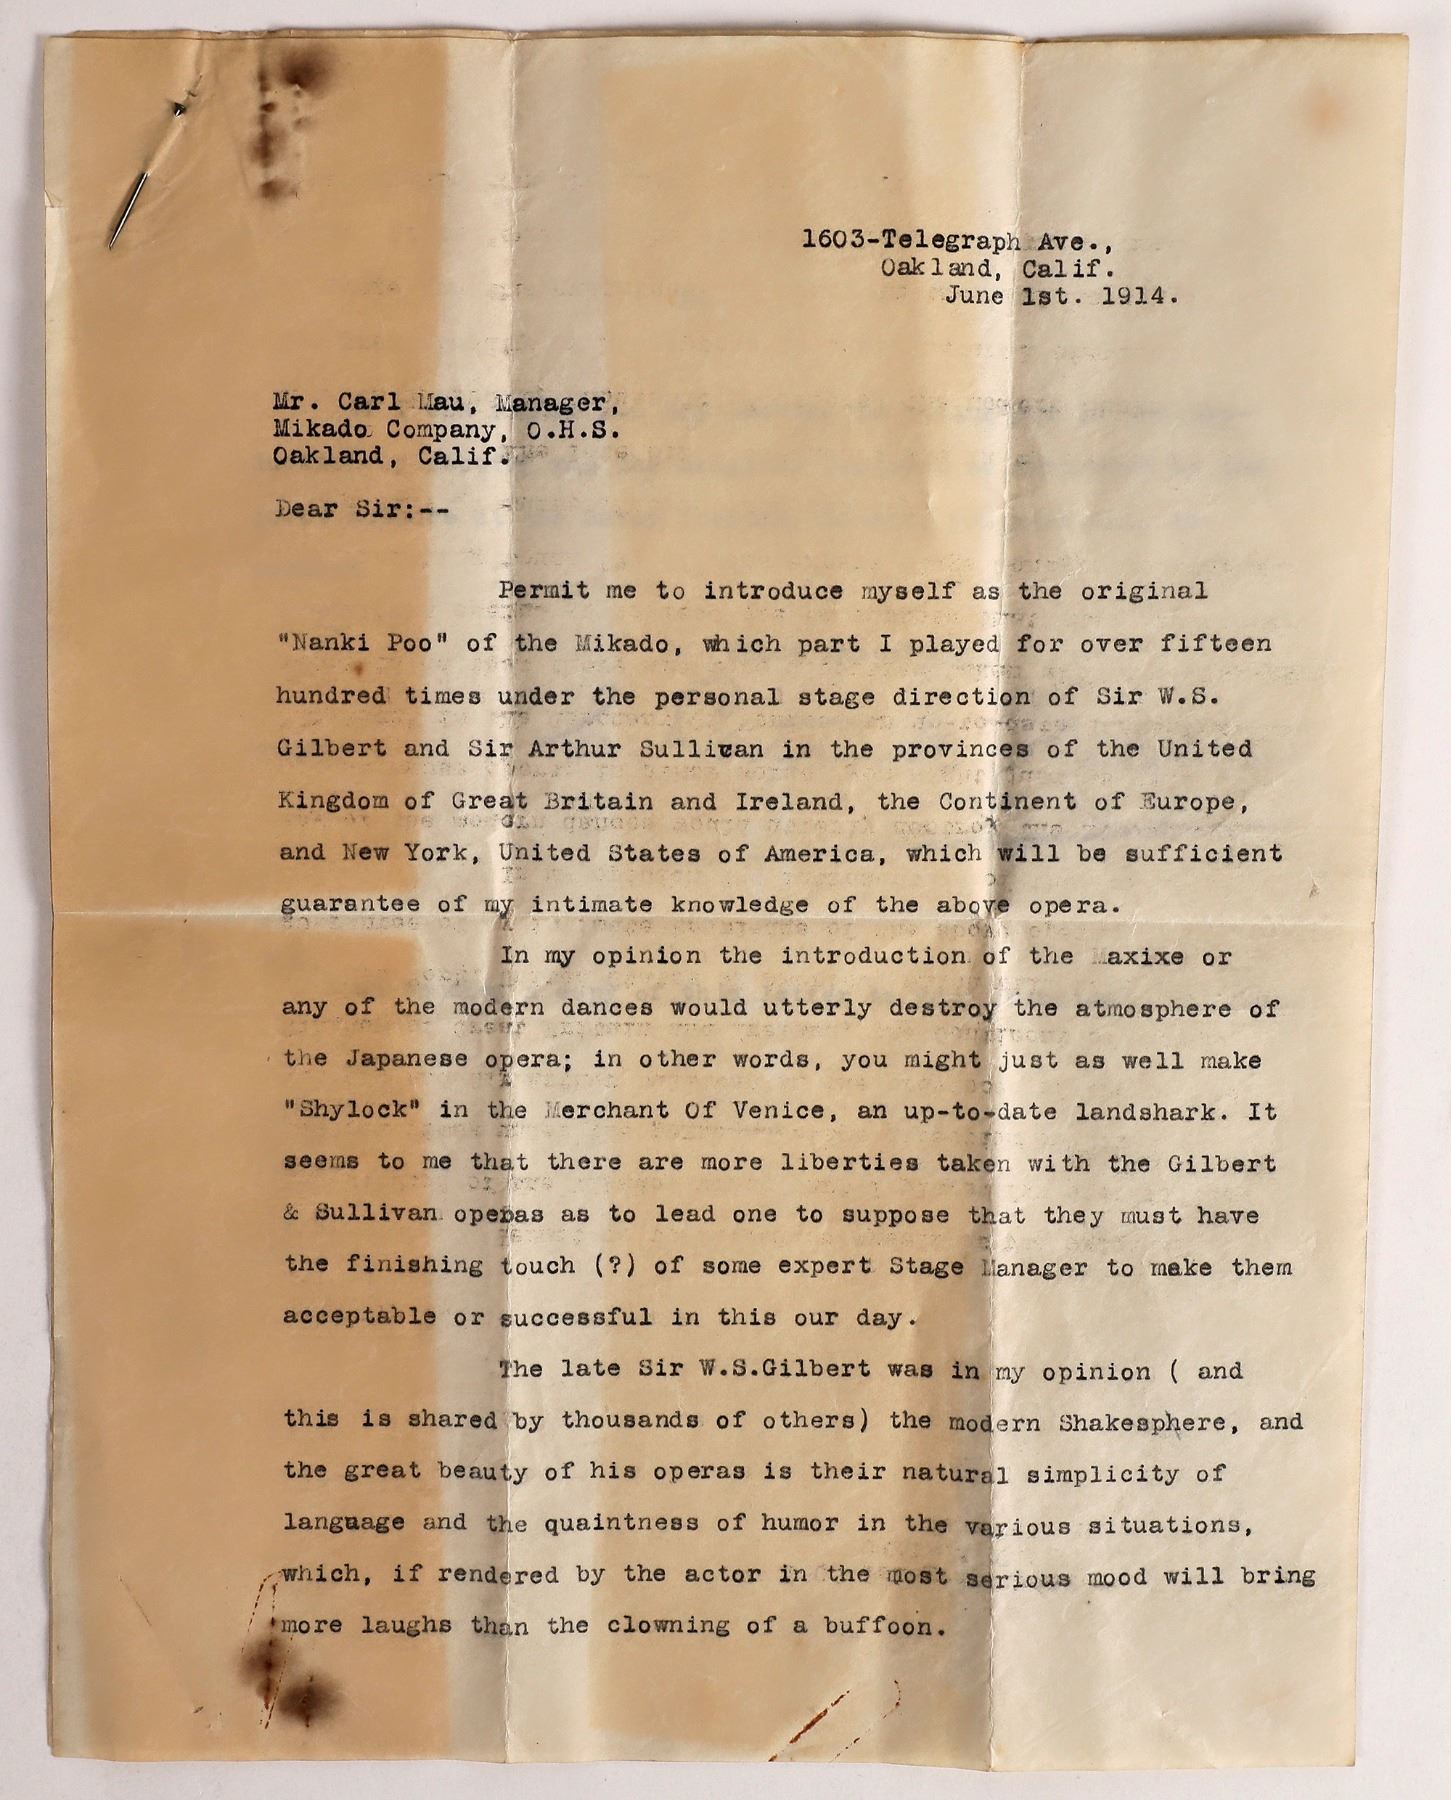 1603-Telegraph Ave.,
Oakland, Calif.
June 1st. 1914.
Mr. Carl Mau, Manager,
Mikado Company, O.H.S.
Oakland, Calif.
Dear Sir:--
Permit me to introduce myself as the original
"Nanki Poo" of the Mikado, which part I played for over fifteen
hundred times under the personal stage direction of Sir W.S.
Gilbert and Sir Arthur Sullivan in the provinces of the United
Kingdom of Great Britain and Ireland, the Continent of Europe,
and New York, United States of America, which will be sufficient
guarantee of my intimate knowledge of the above opera.
In my opinion the introduction of the Maxixe or
any of the modern dances would utterly destroy the atmosphere of
the Japanese opera; in other words, you might just as well make
"Shylock" in the Merchant Of Venice, an up-to-date landshark. It
seems to me that there are more liberties taken with the Gilbert
& Sullivan operas as to lead one to suppose that they must have
the finishing touch (?) of some expert Stage Manager to make them
acceptable or successful in this our day.
The late Sir W.S.Gilbert was in my opinion ( and
this is shared by thousands of others) the modern Shakesphere, and
the great beauty of his operas is their natural simplicity of
language and the quaintness of humor in the various situations,
which, if rendered by the actor in the most serious mood will bring
more laughs than the clowning of a buffoon.